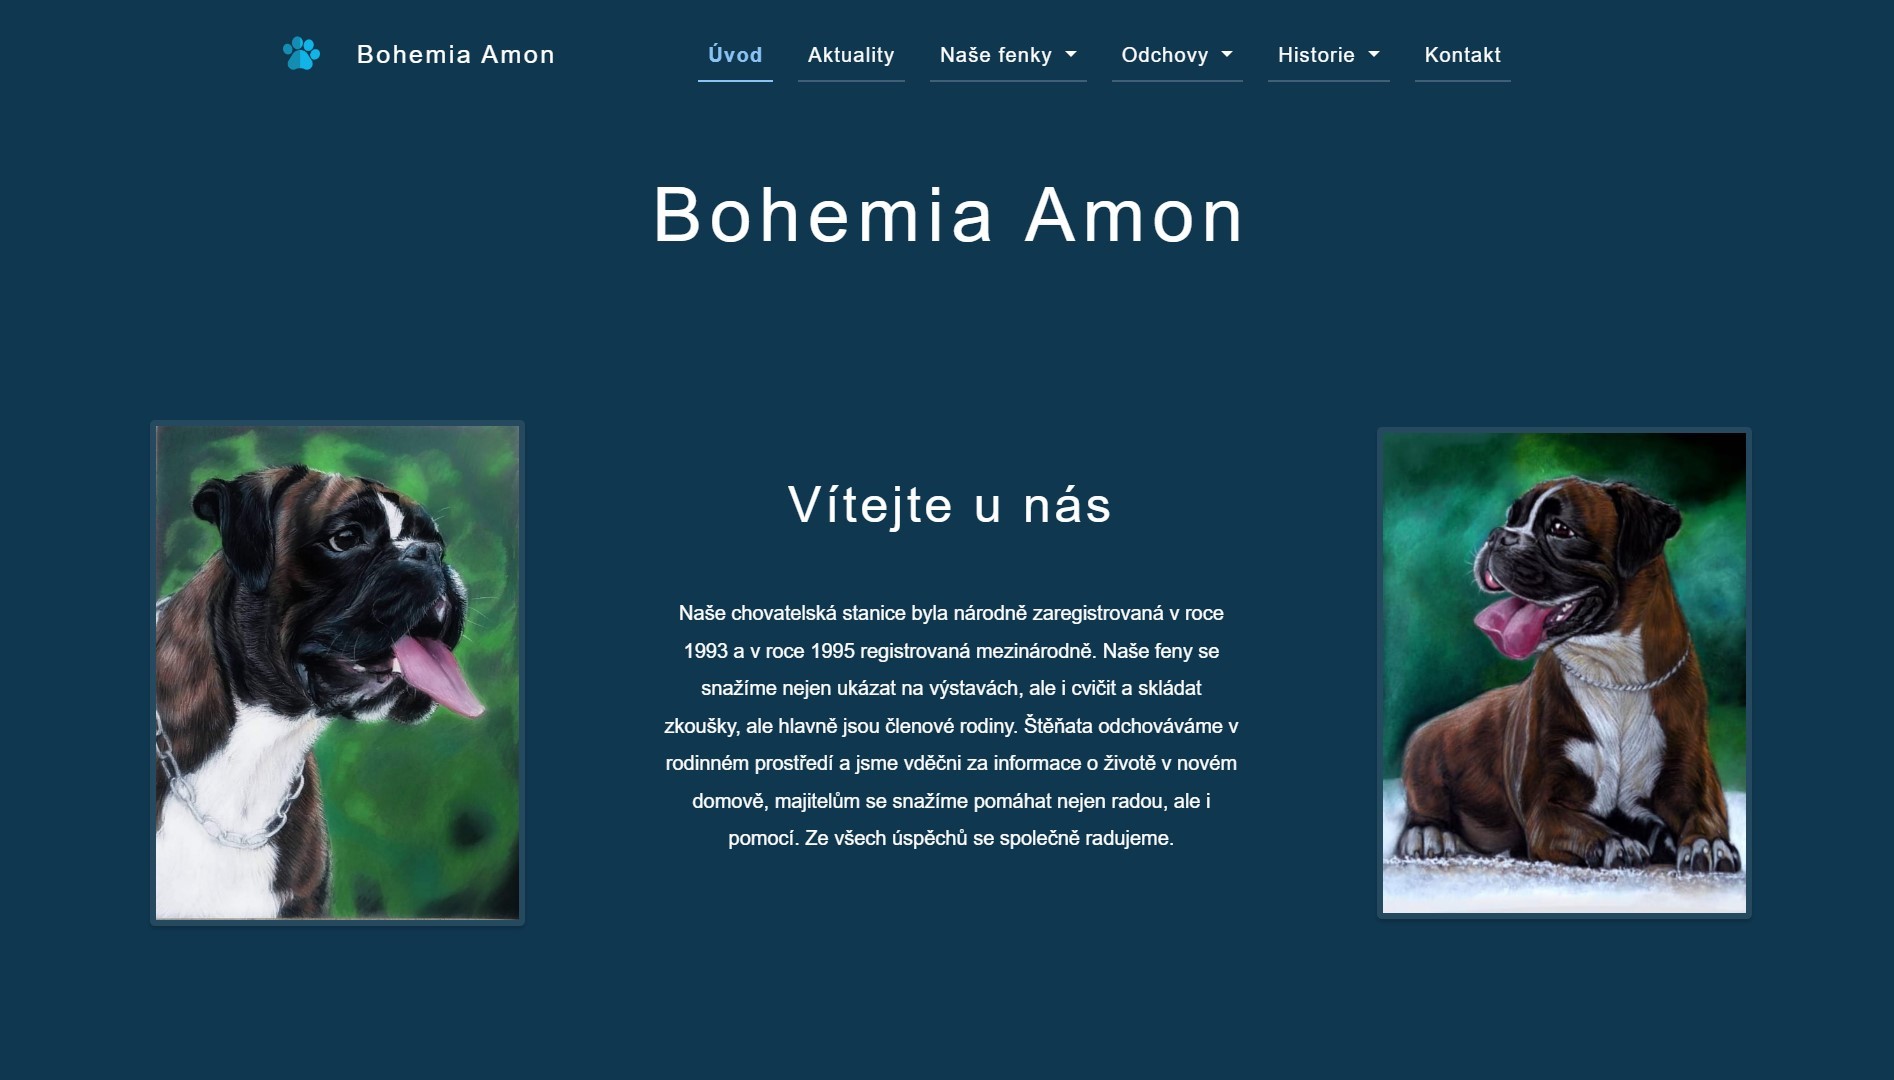 Bohemia Amon
Úvod
Aktuality
Naše fenky
Odchovy
Historie
Kontakt
Bohemia Amon
Vítejte u nás
Naše chovatelská stanice byla národně zaregistrovaná v roce
1993 a v roce 1995 registrovaná mezinárodně. Naše feny se
snažíme nejen ukázat na výstavách, ale i cvičit a skládat
zkoušky, ale hlavně jsou členové rodiny. Štěňata odchováváme v
rodinném prostředí a jsme vděčni za informace o životě v novém
domově, majitelům se snažíme pomáhat nejen radou, ale i
pomocí. Ze všech úspěchů se společně radujeme.